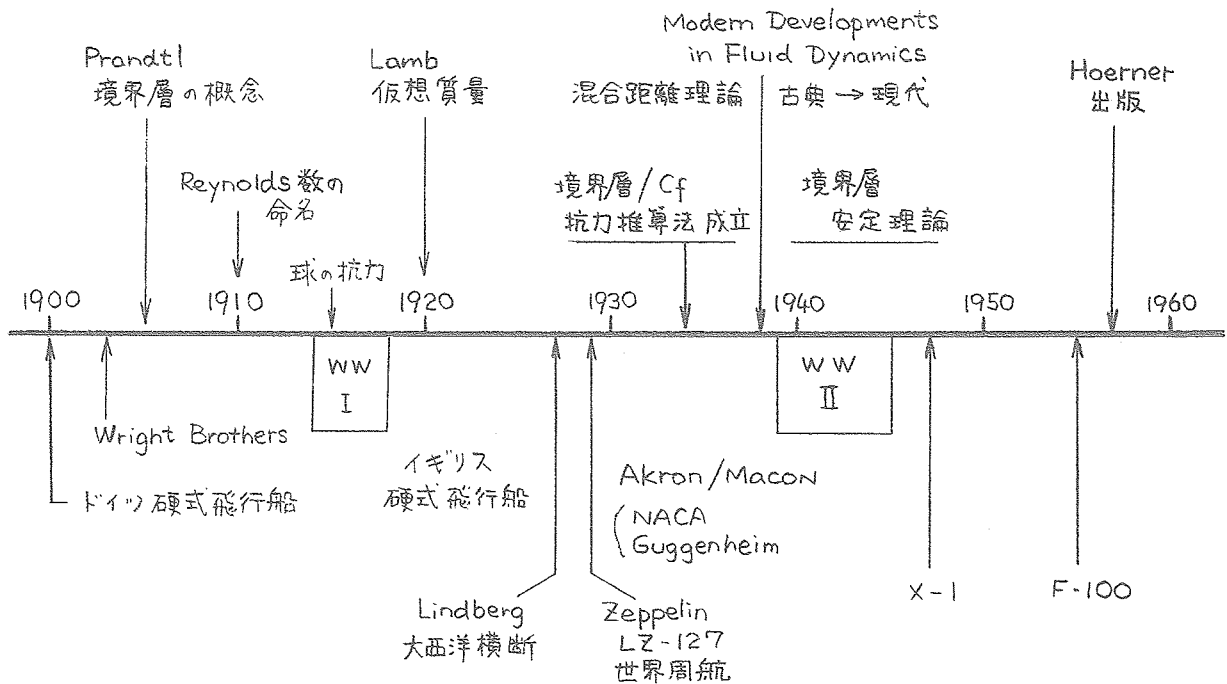 Prandtl
境界層の概念
Reynolds数の
命名
球の抗力
Lamb
仮想質量
混合距離理論
境界層/Cf
抗力推算法成立
Modern Developments
in Fluid Dynamics
古典→現代
境界層
安定理論
Hoerner
出版
1900
1910
1920
1930
1940
1950
1960
WW
I
WW
II
Wright Brothers
ドイツ硬式飛行船
イギリス
硬式飛行船
Lindberg
大西洋横断
Zeppelin
LZ-127
世界周航
Akron/Macon
(NACA
Guggenheim
X-1
F-100